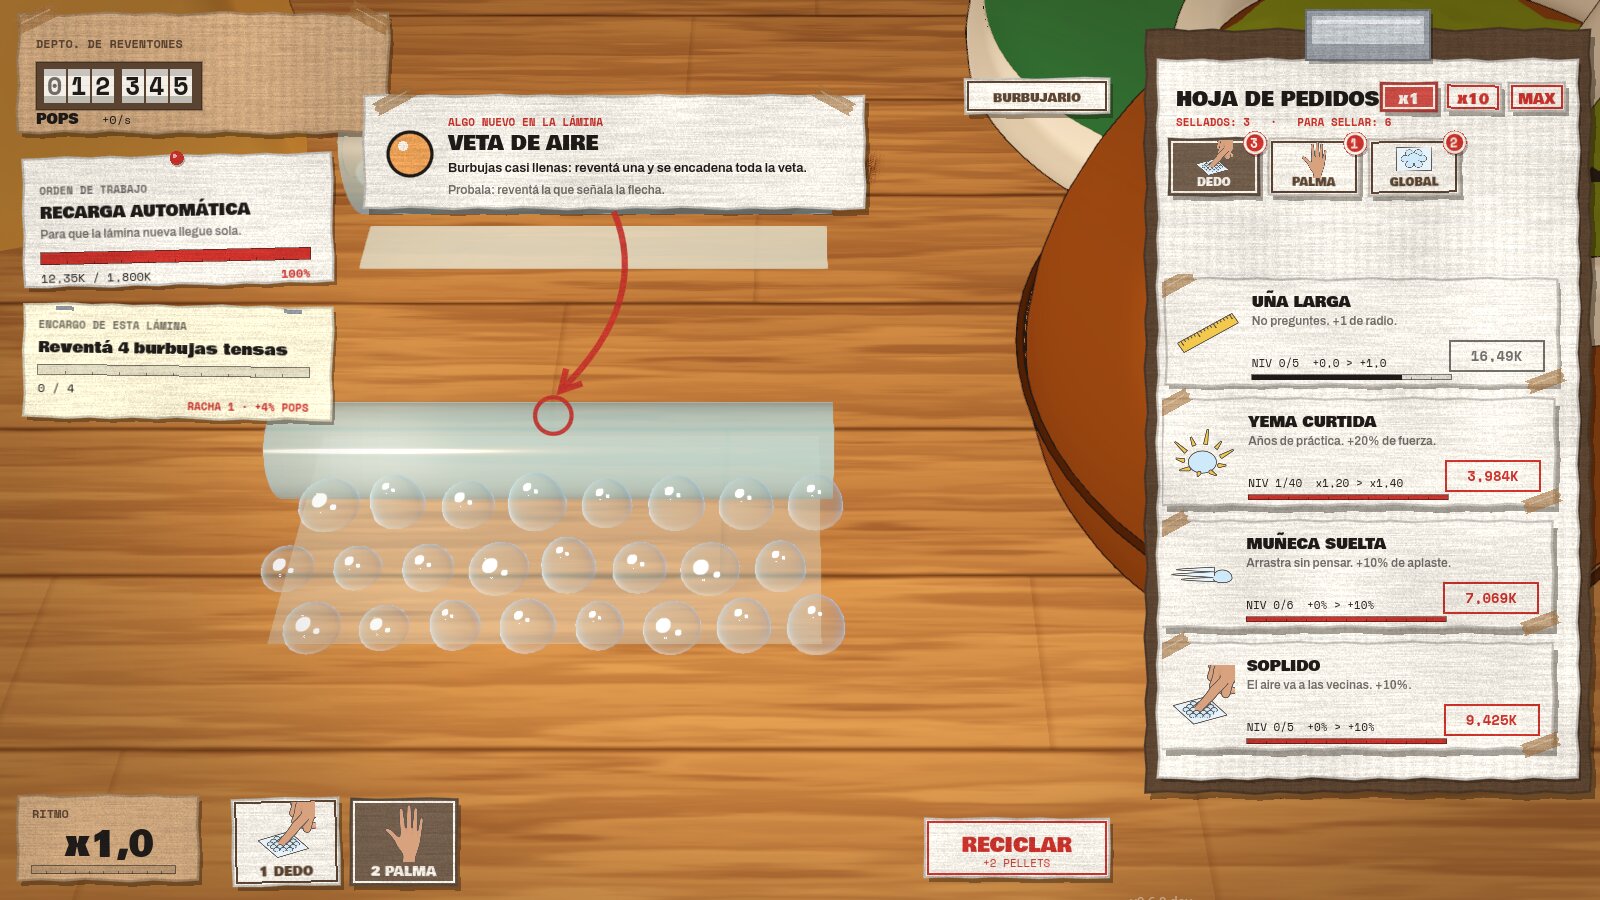 DEPTO. DE REVENTONES
012 345
POPS +0/s
ORDEN DE TRABAJO
RECARGA AUTOMÁTICA
Para que la lámina nueva llegue sola.
12,35K / 1,800K 100%
ENCARGO DE ESTA LÁMINA
Reventá 4 burbujas tensas
0 / 4
RACHA 1 · +4% POPS
ALGO NUEVO EN LA LÁMINA
VETA DE AIRE
Burbujas casi llenas: reventá una y se encadena toda la veta.
Probala: reventá la que señala la flecha.
BURBUJARIO
HOJA DE PEDIDOS x1 x10 MAX
SELLADOS: 3 · PARA SELLAR: 6
3 1 2
DEDO PALMA GLOBAL
UÑA LARGA
No preguntes. +1 de radio.
NIV 0/5 +0,0 > +1,0 16,49K
YEMA CURTIDA
Años de práctica. +20% de fuerza.
NIV 1/40 x1,20 > x1,40 3,984K
MUÑECA SUELTA
Arrastra sin pensar. +10% de aplaste.
NIV 0/6 +0% > +10% 7,069K
SOPLIDO
El aire va a las vecinas. +10%.
NIV 0/5 +0% > +10% 9,425K
RITMO
x1,0
1 DEDO
2 PALMA
RECICLAR
+2 PELLETS